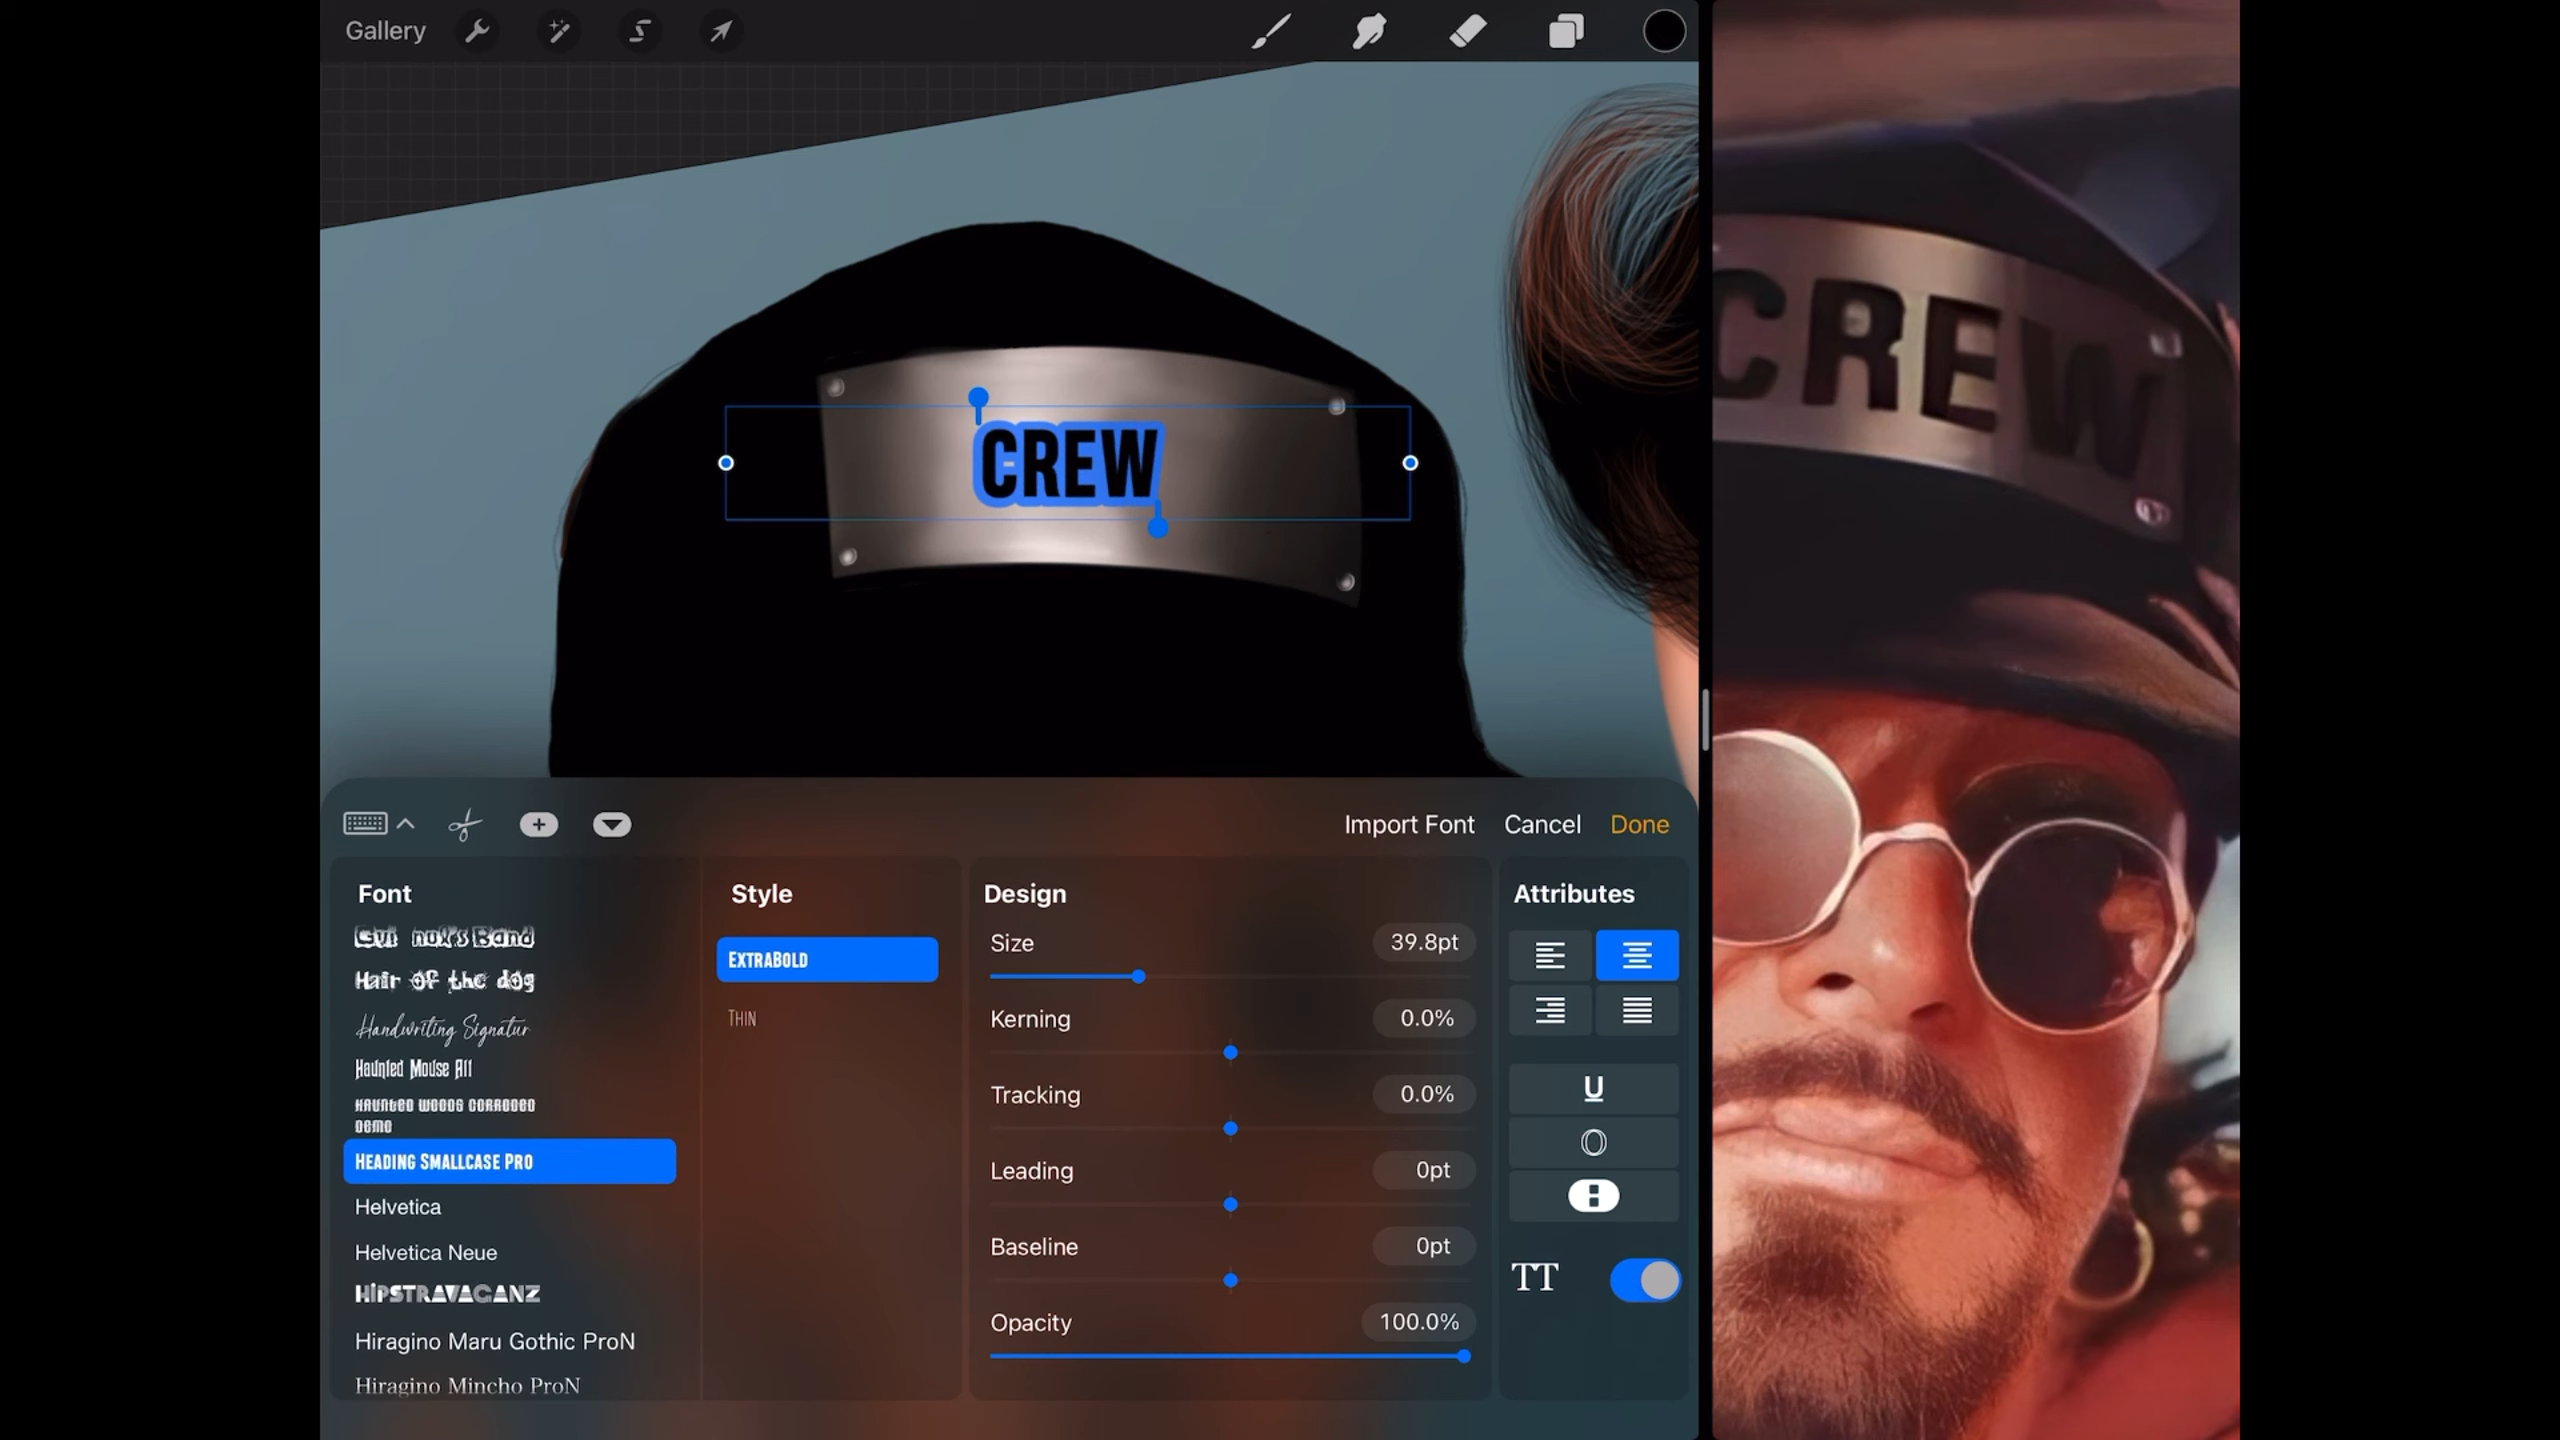 Gallery
CREW
CREW
Import Font Cancel Done
Font
Hair of the dog
Handwriting Signatur
Haunted Mouse All
HAUNTED WOODS CORRODED
DEMO
HEADING SMALLCASE PRO
Helvetica
Helvetica Neue
HIPSTRAVAGANZ
Hiragino Maru Gothic ProN
Hiragino Mincho ProN
Style
EXTRABOLD
THIN
Design
Size 39.8pt
Kerning 0.0%
Tracking 0.0%
Leading 0pt
Baseline 0pt
Opacity 100.0%
Attributes
U
O
TT